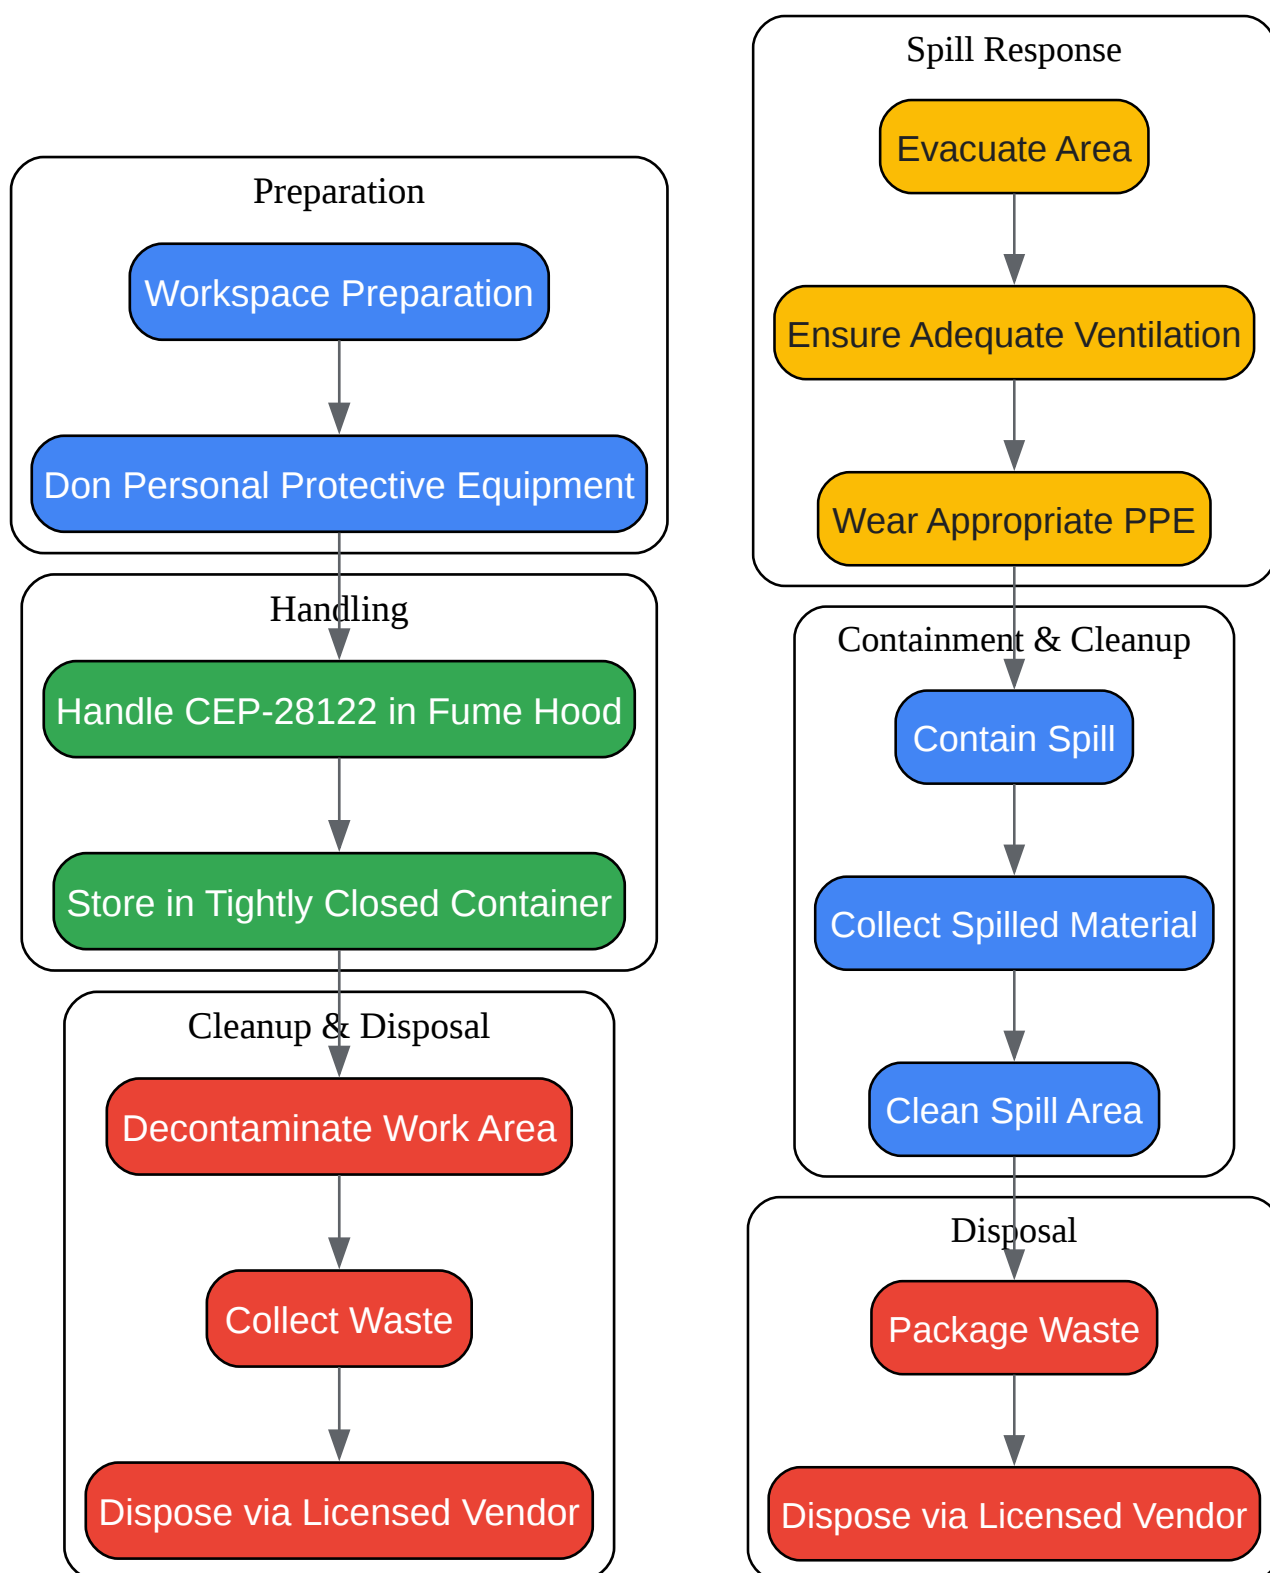 Preparation
Workspace Preparation
Don Personal Protective Equipment
Handling
Handle CEP-28122 in Fume Hood
Store in Tightly Closed Container
Cleanup & Disposal
Decontaminate Work Area
Collect Waste
Dispose via Licensed Vendor
Spill Response
Evacuate Area
Ensure Adequate Ventilation
Wear Appropriate PPE
Containment & Cleanup
Contain Spill
Collect Spilled Material
Clean Spill Area
Disposal
Package Waste
Dispose via Licensed Vendor